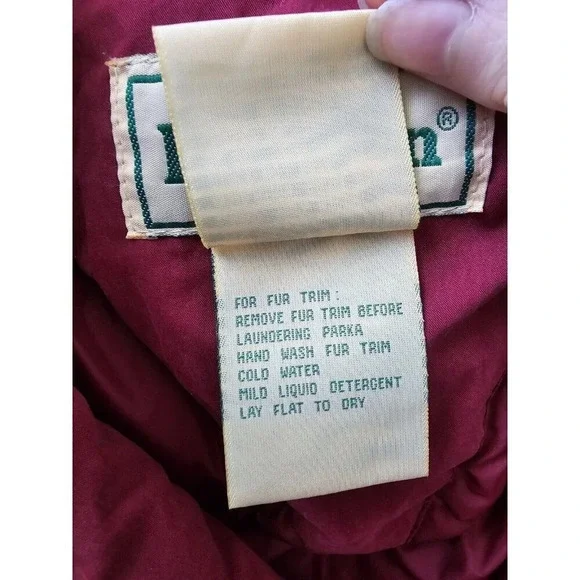 ®
FOR FUR TRIM :
REMOVE FUR TRIM BEFORE
LAUNDERING PARKA
HAND WASH FUR TRIM
COLD WATER
MILD LIQUID DETERGENT
LAY FLAT TO DRY